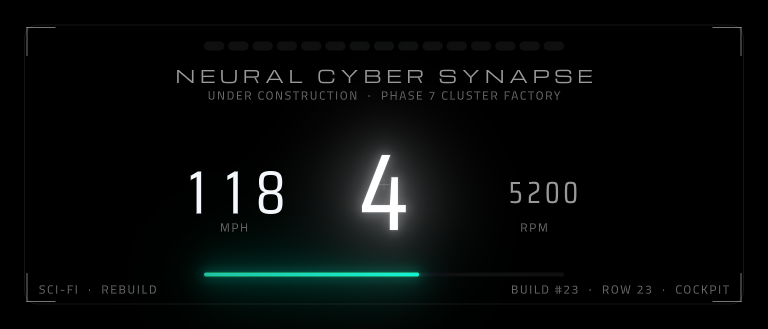 NEURAL CYBER SYNAPSE
UNDER CONSTRUCTION · PHASE 7 CLUSTER FACTORY
118
MPH
4
5200
RPM
SCI-FI · REBUILD
BUILD #23 · ROW 23 · COCKPIT